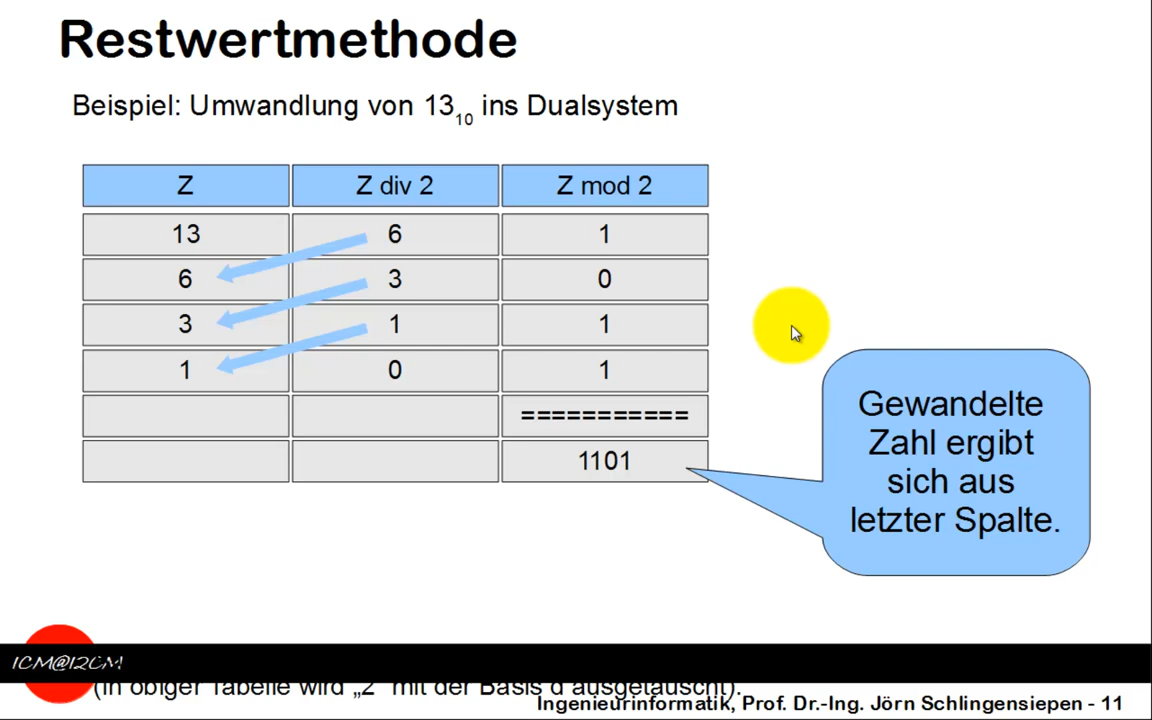 Restwertmethode
Beispiel: Umwandlung von 13₁₀ ins Dualsystem
Z Z div 2 Z mod 2
13 6 1
6 3 0
3 1 1
1 0 1
===========
1101
Gewandelte
Zahl ergibt
sich aus
letzter Spalte.
ICM@I2CM!
(In obiger Tabelle wird „2“ mit der Basis d ausgetauscht).
Ingenieurinformatik, Prof. Dr.-Ing. Jörn Schlingensiepen - 11